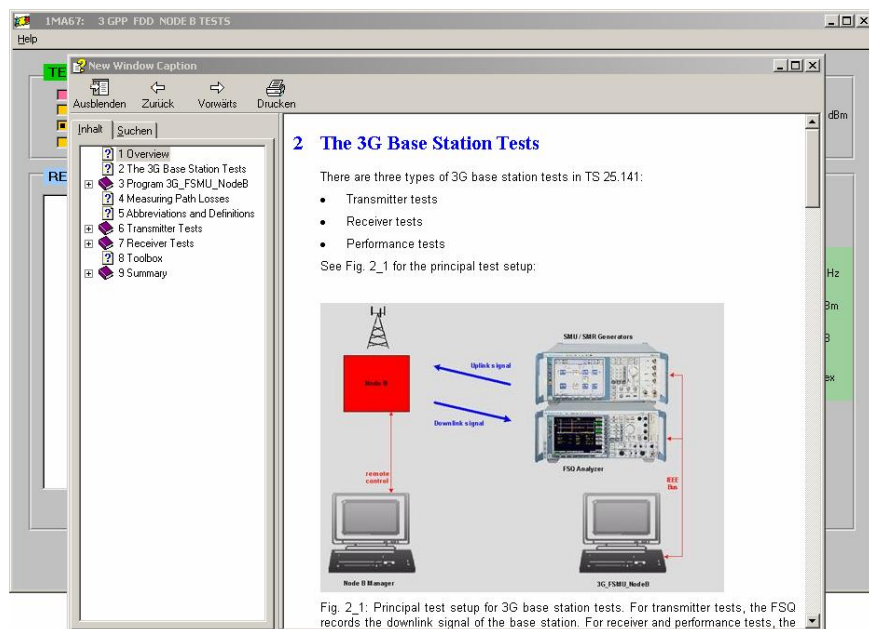 1MA67: 3 GPP FDD NODE B TESTS
Help
TE
dBm
RE
Hz
Bm
B
ex
New Window Caption
Ausblenden Zurück Vorwärts Drucken
Inhalt Suchen
1 Overview
2 The 3G Base Station Tests
3 Program 3G_FSMU_NodeB
4 Measuring Path Losses
5 Abbreviations and Definitions
6 Transmitter Tests
7 Receiver Tests
8 Toolbox
9 Summary
2 The 3G Base Station Tests
There are three types of 3G base station tests in TS 25.141:
• Transmitter tests
• Receiver tests
• Performance tests
See Fig. 2_1 for the principal test setup:
SMU / SMR Generators
Node B
Uplink signal
Downlink signal
FSQ Analyzer
remote
control
IEEE
Bus
Node B Manager
3G_FSMU_NodeB
Fig. 2_1: Principal test setup for 3G base station tests. For transmitter tests, the FSQ
records the downlink signal of the base station. For receiver and performance tests, the